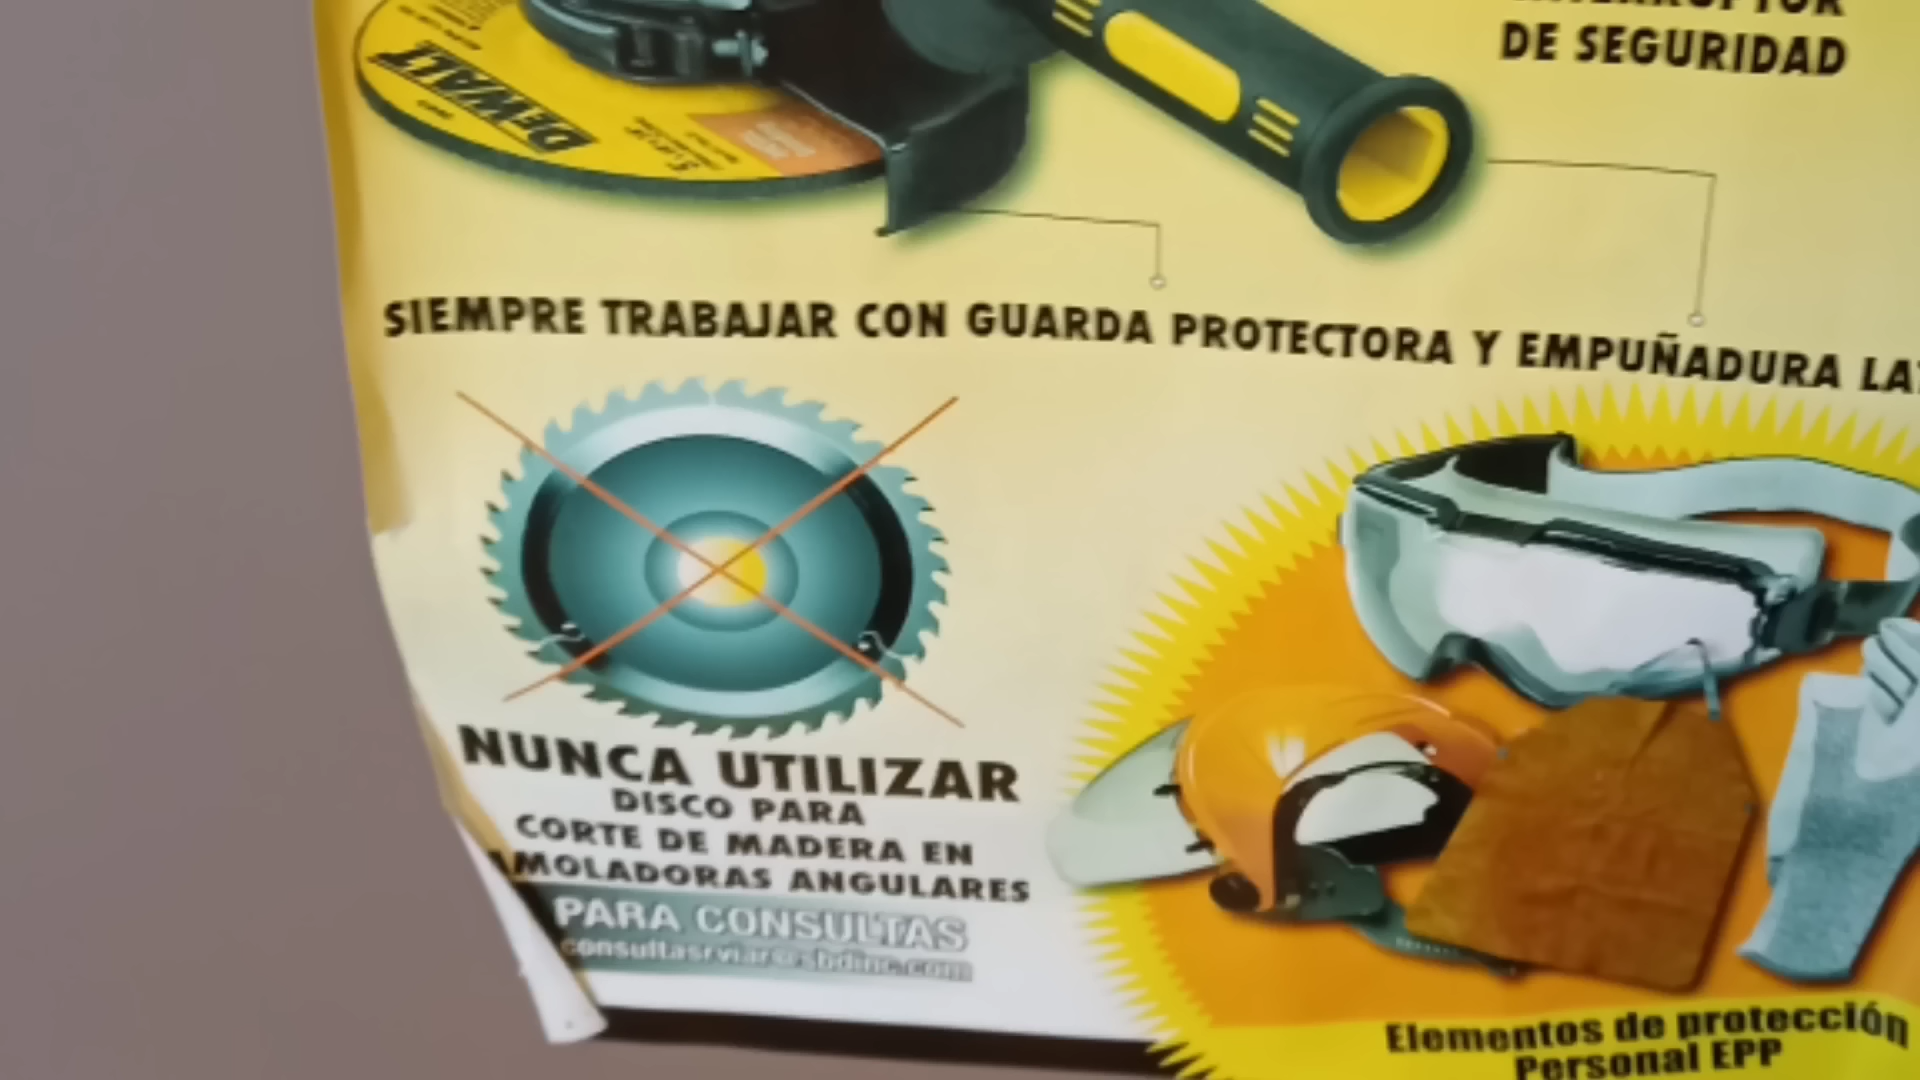 DE SEGURIDAD
DEWALT
SIEMPRE TRABAJAR CON GUARDA PROTECTORA Y EMPUÑADURA
NUNCA UTILIZAR
DISCO PARA
CORTE DE MADERA EN
AMOLADORAS ANGULARES
PARA CONSULTAS
Elementos de protección
Personal EPP